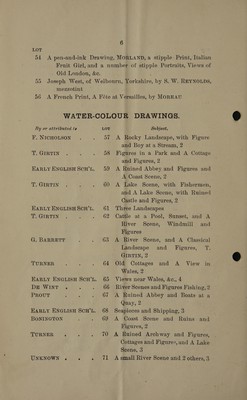 6
LOT
54 A pen-and-ink Drawing, MORLAND, a stipple Print, Italian
Fruit Girl, and a number of stipple Portraits, Views of
Old London, &c.
55 Joseph West, of Welbourn, Yorkshire, by S. W. REYNOLDS,
mezzotint
56 A French Print, A Fête at Versailles, by MOREAU
WATER-COLOUR DRAWINGS.
By or attributed to LOT Subject.
F. NICHOLSON . . 57 A Rocky Landscape, with Figure
and Boy at a Stream, 2
T. GIRTIN . . . 58 Figures in a Park and A Cottage
and Figures, 2
EARLY ENGLISH SCH'L. 59 A Ruined Abbey and Figures and
A Coast Scene, 2
T. GIRTIN . . . 60 A Lake Scene, with Fishermen,
and A Lake Scene, with Ruined
Castle and Figures, 2
EARLY ENGLISH SCH'L. 61 Three Landscapes
T. GIRTIN . . . 62 Cattle at a Pool, Sunset, and A
River Scene, Windmill and
Figures
G. BARRETT . . 63 A River Scene, and A Classical
Landscape and Figures, T.
GIRTIN, 2
TURNER . . . 64 Old Cottages and A View in
Wales, 2
EARLY ENGLISH SCH'L. 65 Views near Wales, &c., 4
DE WINT . . . 66 River Scenes and Figures Fishing, 2
PROUT . . . 67 A Ruined Abbey and Boats at a
Quay, 2
EARLY ENGLISH SCH'L. 68 Seapieces and Shipping, 3
BONINGTON . . 69 A Coast Scene and Ruins and
Figures, 2
TURNER . . . 70 A Ruined Archway and Figures,
Cottages and Figures, and A Lake
Scene, 3
UNKNOWN . . . 71 A small River Scene and 2 others, 3